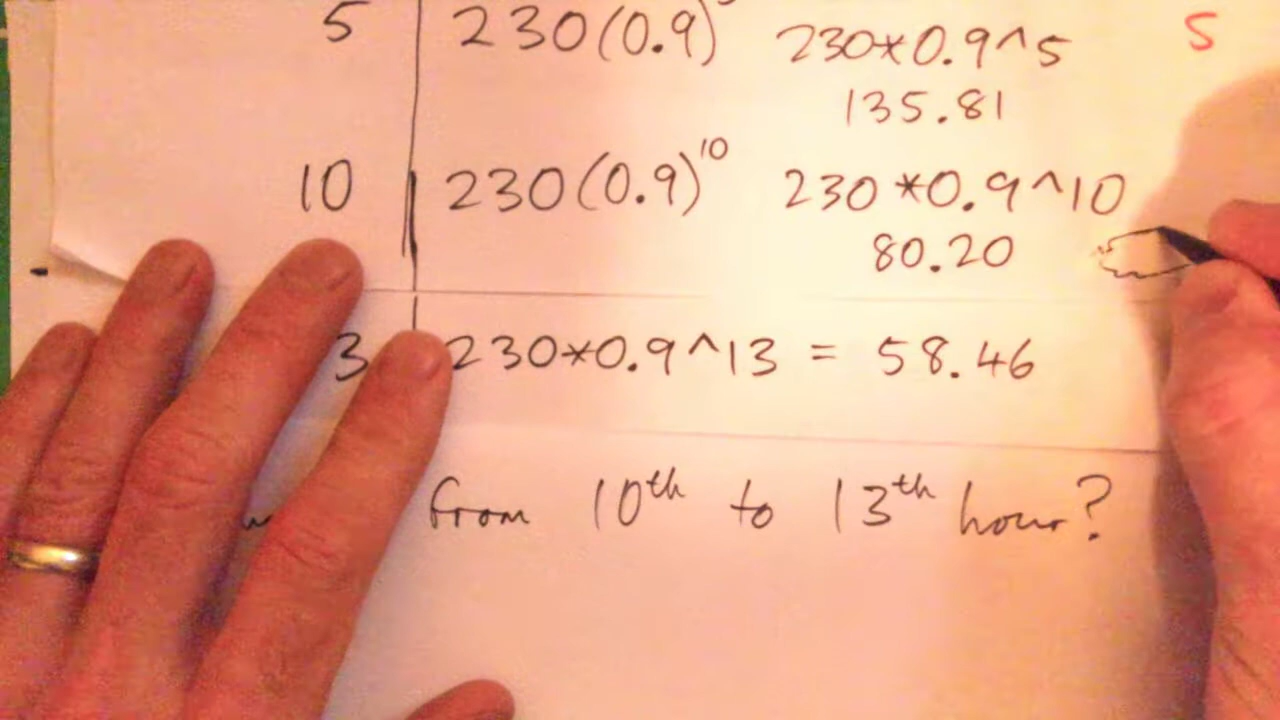 5 230(0.9) 230*0.9^5 5
135.81
10 230(0.9)^10 230*0.9^10
80.20
3 230*0.9^13 = 58.46
from 10th to 13th hour?